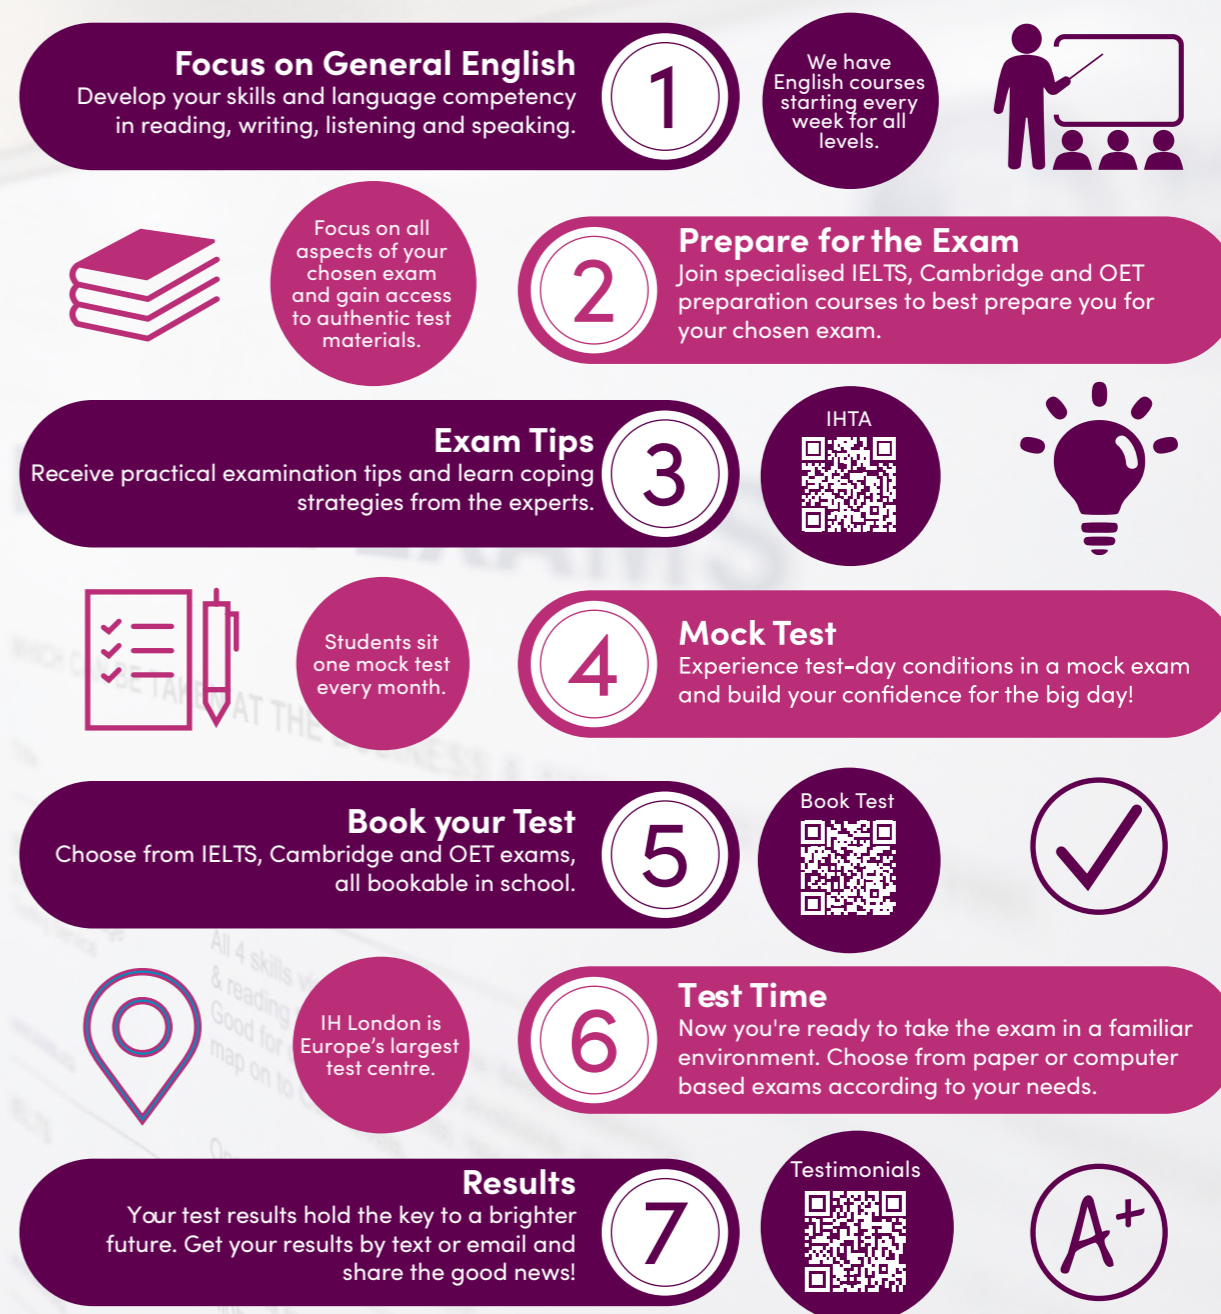 Focus on General English
Develop your skills and language competency
in reading, writing, listening and speaking.
1
We have
English courses
starting every
week for all
levels.
Focus on all
aspects of your
chosen exam
and gain access
to authentic test
materials.
2
Prepare for the Exam
Join specialised IELTS, Cambridge and OET
preparation courses to best prepare you for
your chosen exam.
Exam Tips
Receive practical examination tips and learn coping
strategies from the experts.
3
IHTA
Students sit
one mock test
every month.
4
Mock Test
Experience test-day conditions in a mock exam
and build your confidence for the big day!
Book your Test
Choose from IELTS, Cambridge and OET exams,
all bookable in school.
5
Book Test
IH London is
Europe's largest
test centre.
6
Test Time
Now you're ready to take the exam in a familiar
environment. Choose from paper or computer
based exams according to your needs.
Results
Your test results hold the key to a brighter
future. Get your results by text or email and
share the good news!
7
Testimonials
A+